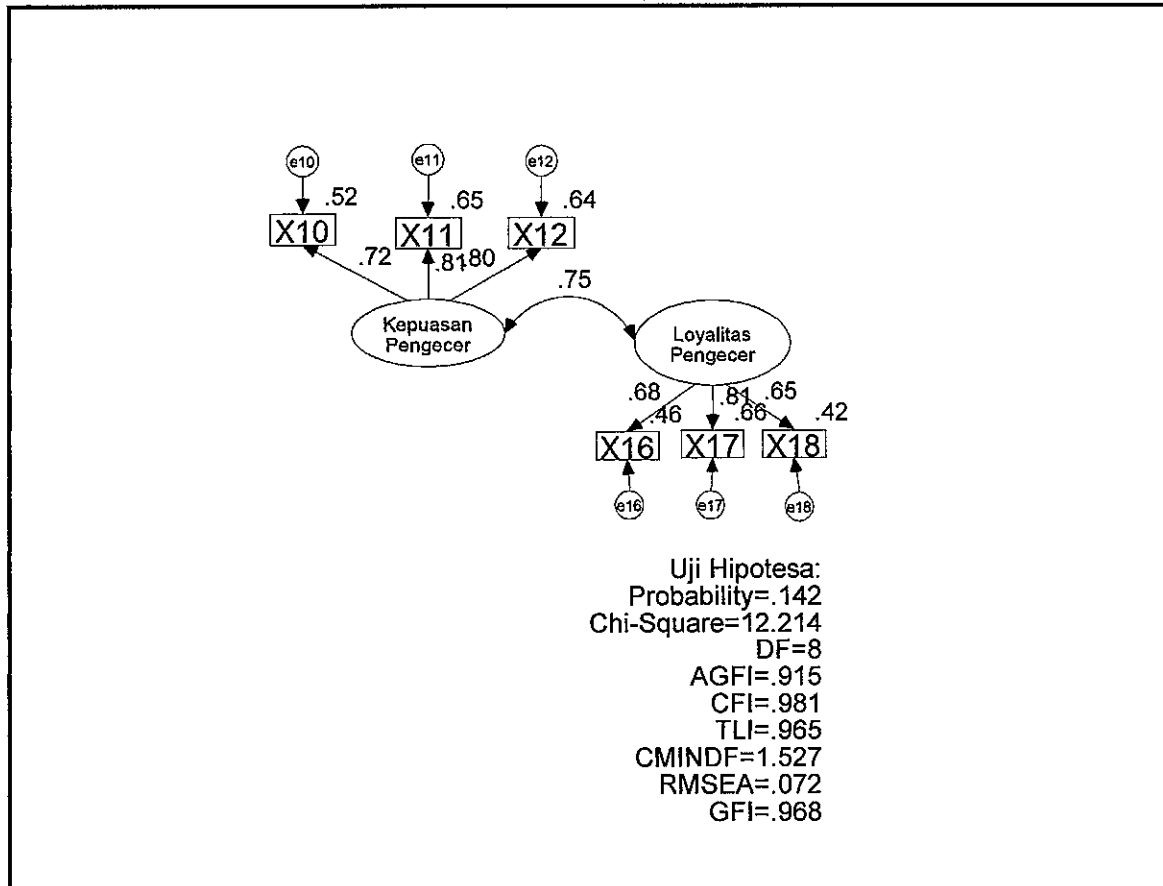 e10 e11 e12
.52 .65 .64
X10 X11 X12
.72 .81 .80
.75
Kepuasan
Pengecer
Loyalitas
Pengecer
.68 .81 .65
.46 .66 .42
X16 X17 X18
e16 e17 e18
Uji Hipotesa:
Probability=.142
Chi-Square=12.214
DF=8
AGFI=.915
CFI=.981
TLI=.965
CMINDF=1.527
RMSEA=.072
GFI=.968